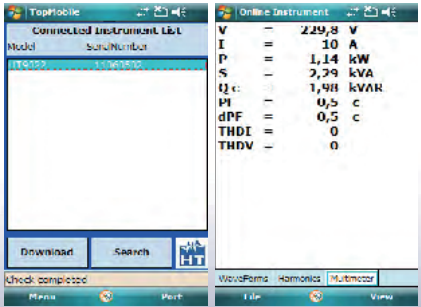 TopMobile
Connected Instrument List
Model SerialNumber
Download Search
HT
Check completed
Menu Port
Online Instrument
V = 229,8 V
I = 10 A
P = 1,14 kW
S = 2,29 kVA
Qc = 1,98 kVAR
Pf = 0,5 c
dPF = 0,5 c
THDI = 0
THDV = 0
WaveForms Harmonics Multimeter
File View